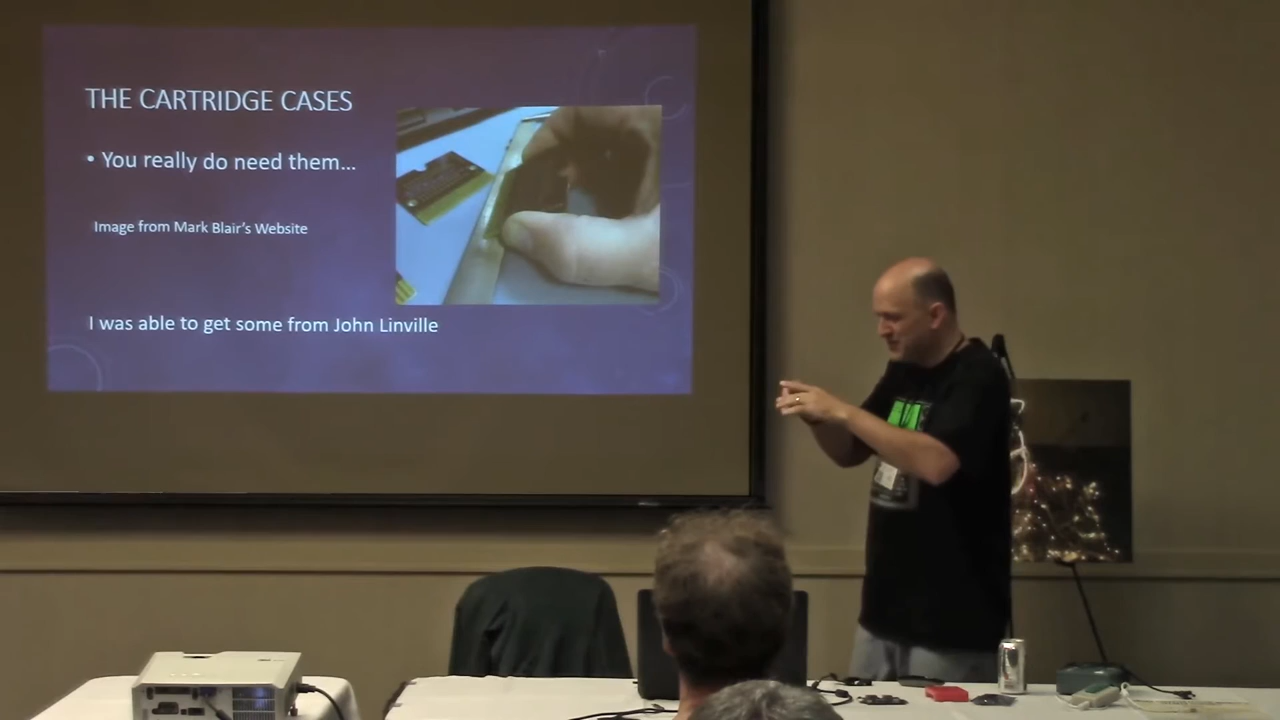 THE CARTRIDGE CASES
• You really do need them...
Image from Mark Blair's Website
I was able to get some from John Linville